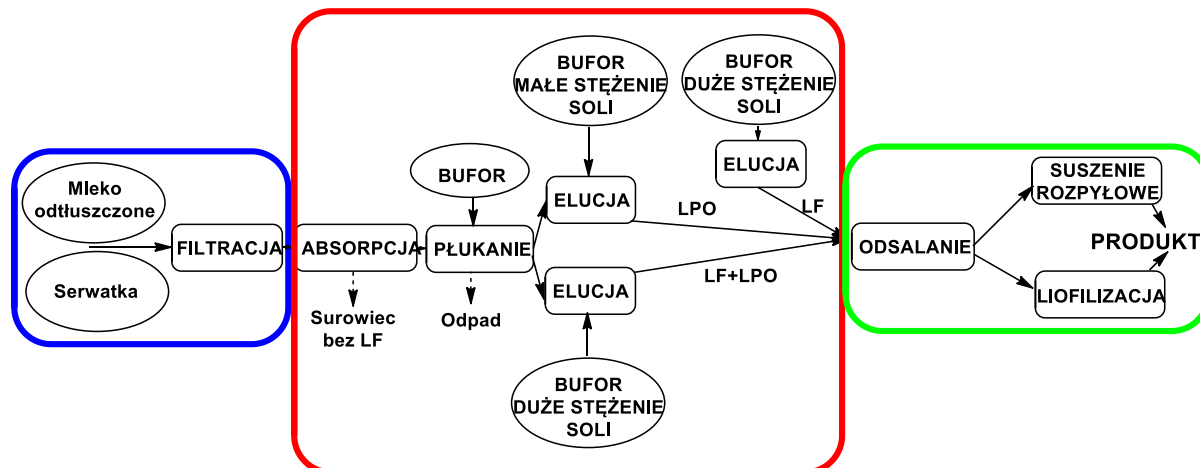 BUFOR
MAŁE STĘŻENIE
SOLI
BUFOR
DUŻE STĘŻENIE
SOLI
ELUCJA
Mleko
odtłuszczone
BUFOR
ELUCJA
LPO
LF
SUSZENIE
ROZPYŁOWE
FILTRACJA
ABSORPCJA
PŁUKANIE
ODSALANIE
PRODUKT
Serwatka
ELUCJA
LF+LPO
LIOFILIZACJA
Surowiec
bez LF
Odpad
BUFOR
DUŻE STĘŻENIE
SOLI